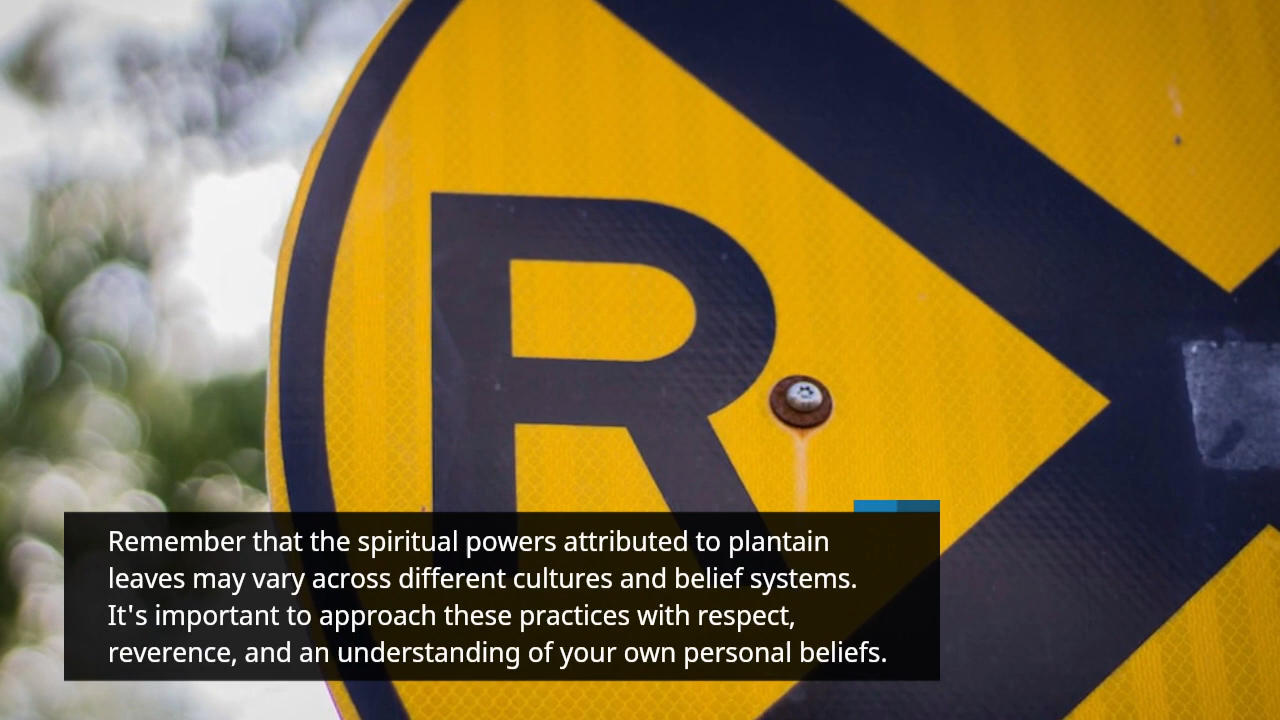 R
Remember that the spiritual powers attributed to plantain
leaves may vary across different cultures and belief systems.
It's important to approach these practices with respect,
reverence, and an understanding of your own personal beliefs.